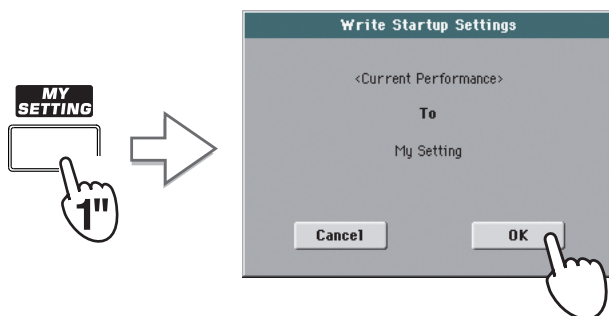 MY
SETTING
1"
Write Startup Settings
<Current Performance>
To
My Setting
Cancel
OK